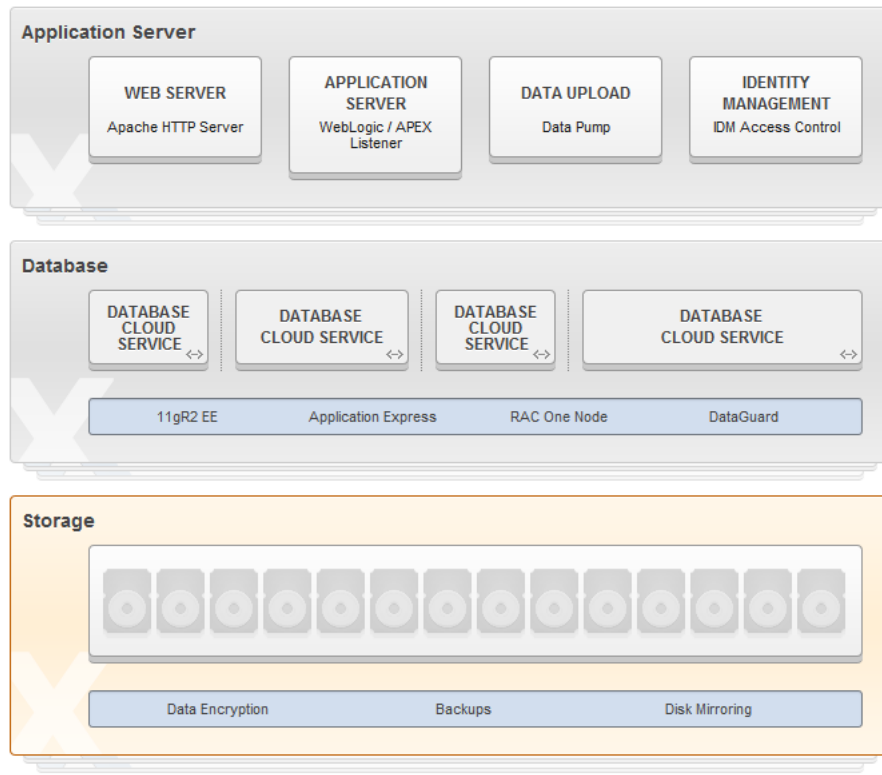 Application Server
WEB SERVER
Apache HTTP Server
APPLICATION
SERVER
WebLogic / APEX
Listener
DATA UPLOAD
Data Pump
IDENTITY
MANAGEMENT
IDM Access Control
Database
DATABASE
CLOUD
SERVICE
DATABASE
CLOUD SERVICE
DATABASE
CLOUD
SERVICE
DATABASE
CLOUD SERVICE
11gR2 EE Application Express RAC One Node DataGuard
Storage
Data Encryption Backups Disk Mirroring